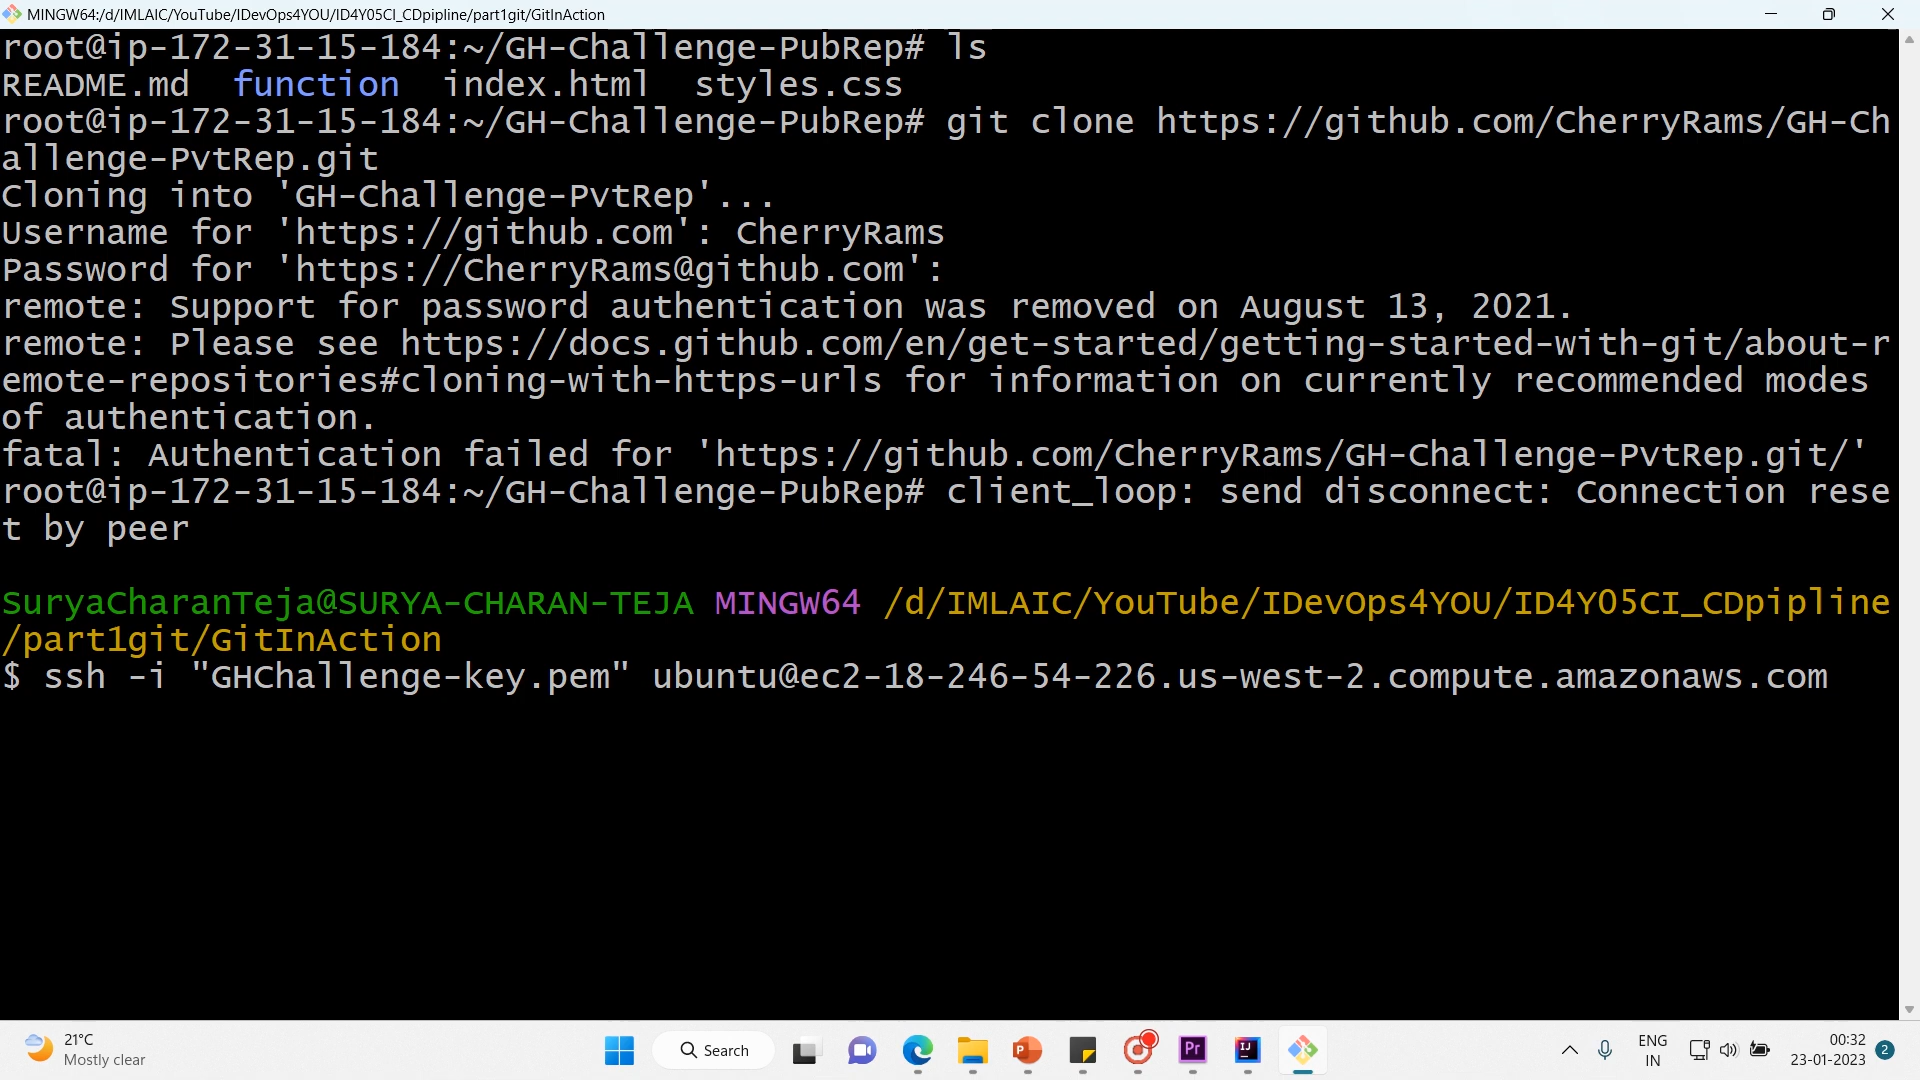 MINGW64:/d/IMLAIC/YouTube/IDevOps4YOU/ID4Y05CI_CDpipline/part1git/GitInAction
root@ip-172-31-15-184:~/GH-Challenge-PubRep# ls
README.md  function  index.html  styles.css
root@ip-172-31-15-184:~/GH-Challenge-PubRep# git clone https://github.com/CherryRams/GH-Ch
allenge-PvtRep.git
Cloning into 'GH-Challenge-PvtRep'...
Username for 'https://github.com': CherryRams
Password for 'https://CherryRams@github.com':
remote: Support for password authentication was removed on August 13, 2021.
remote: Please see https://docs.github.com/en/get-started/getting-started-with-git/about-r
emote-repositories#cloning-with-https-urls for information on currently recommended modes
of authentication.
fatal: Authentication failed for 'https://github.com/CherryRams/GH-Challenge-PvtRep.git/'
root@ip-172-31-15-184:~/GH-Challenge-PubRep# client_loop: send disconnect: Connection rese
t by peer
SuryaCharanTeja@SURYA-CHARAN-TEJA MINGW64 /d/IMLAIC/YouTube/IDevOps4YOU/ID4Y05CI_CDpipline
/part1git/GitInAction
$ ssh -i "GHChallenge-key.pem" ubuntu@ec2-18-246-54-226.us-west-2.compute.amazonaws.com
21°C
Mostly clear
Search
P
Pr
IJ
ENG
IN
00:32
23-01-2023
2